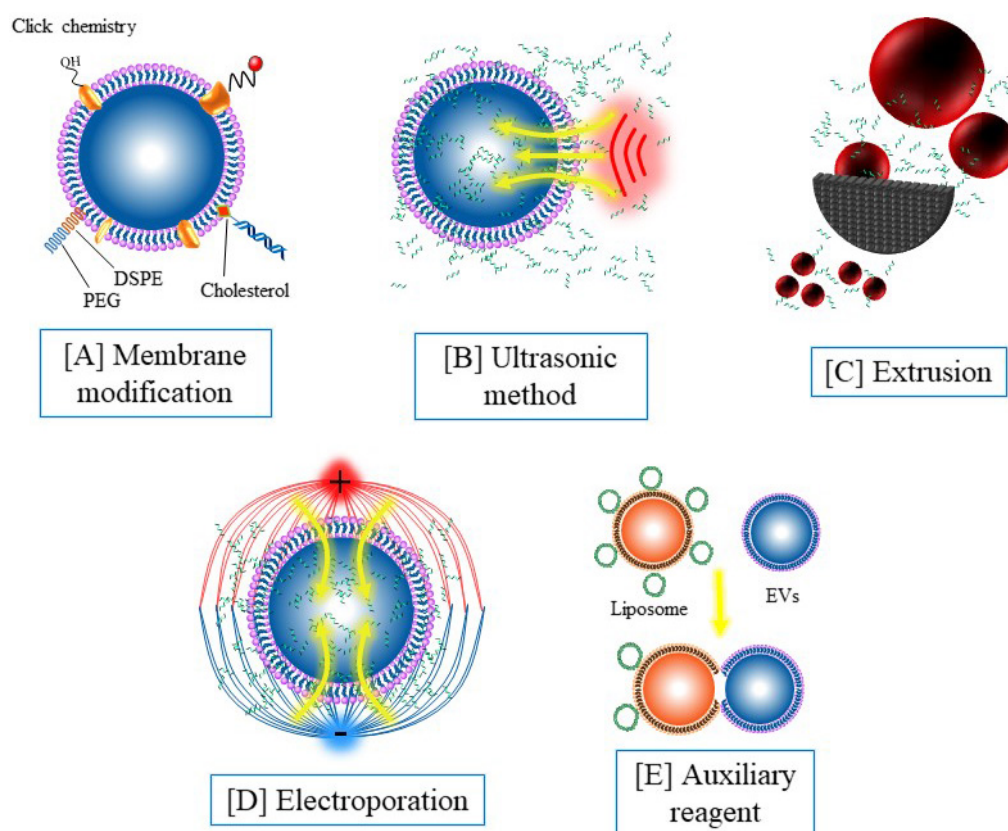 Click chemistry
QH
DSPE
PEG
Cholesterol
[A] Membrane
modification
[B] Ultrasonic
method
[C] Extrusion
+
-
[D] Electroporation
Liposome
EVs
[E] Auxiliary
reagent